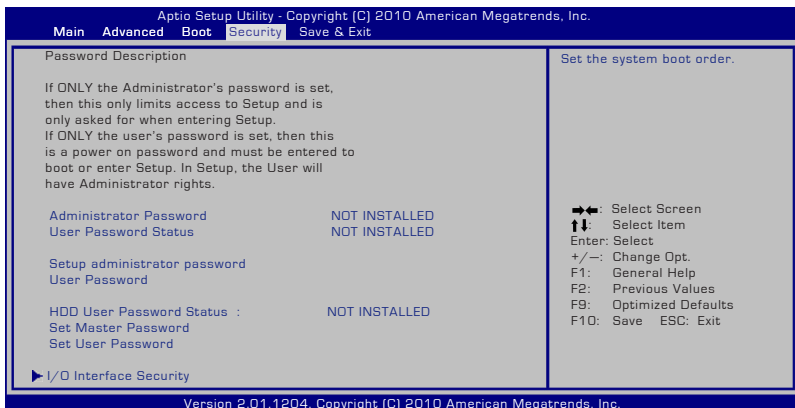 Aptio Setup Utility - Copyright (C) 2010 American Megatrends, Inc.
Main Advanced Boot Security Save & Exit
Password Description
If ONLY the Administrator's password is set,
then this only limits access to Setup and is
only asked for when entering Setup.
If ONLY the user's password is set, then this
is a power on password and must be entered to
boot or enter Setup. In Setup, the User will
have Administrator rights.
Administrator Password NOT INSTALLED
User Password Status NOT INSTALLED
Setup administrator password
User Password
HDD User Password Status : NOT INSTALLED
Set Master Password
Set User Password
I/O Interface Security
Set the system boot order.
→←: Select Screen
↑↓: Select Item
Enter: Select
+/—: Change Opt.
F1: General Help
F2: Previous Values
F9: Optimized Defaults
F10: Save ESC: Exit
Version 2.01.1204. Copyright (C) 2010 American Megatrends, Inc.